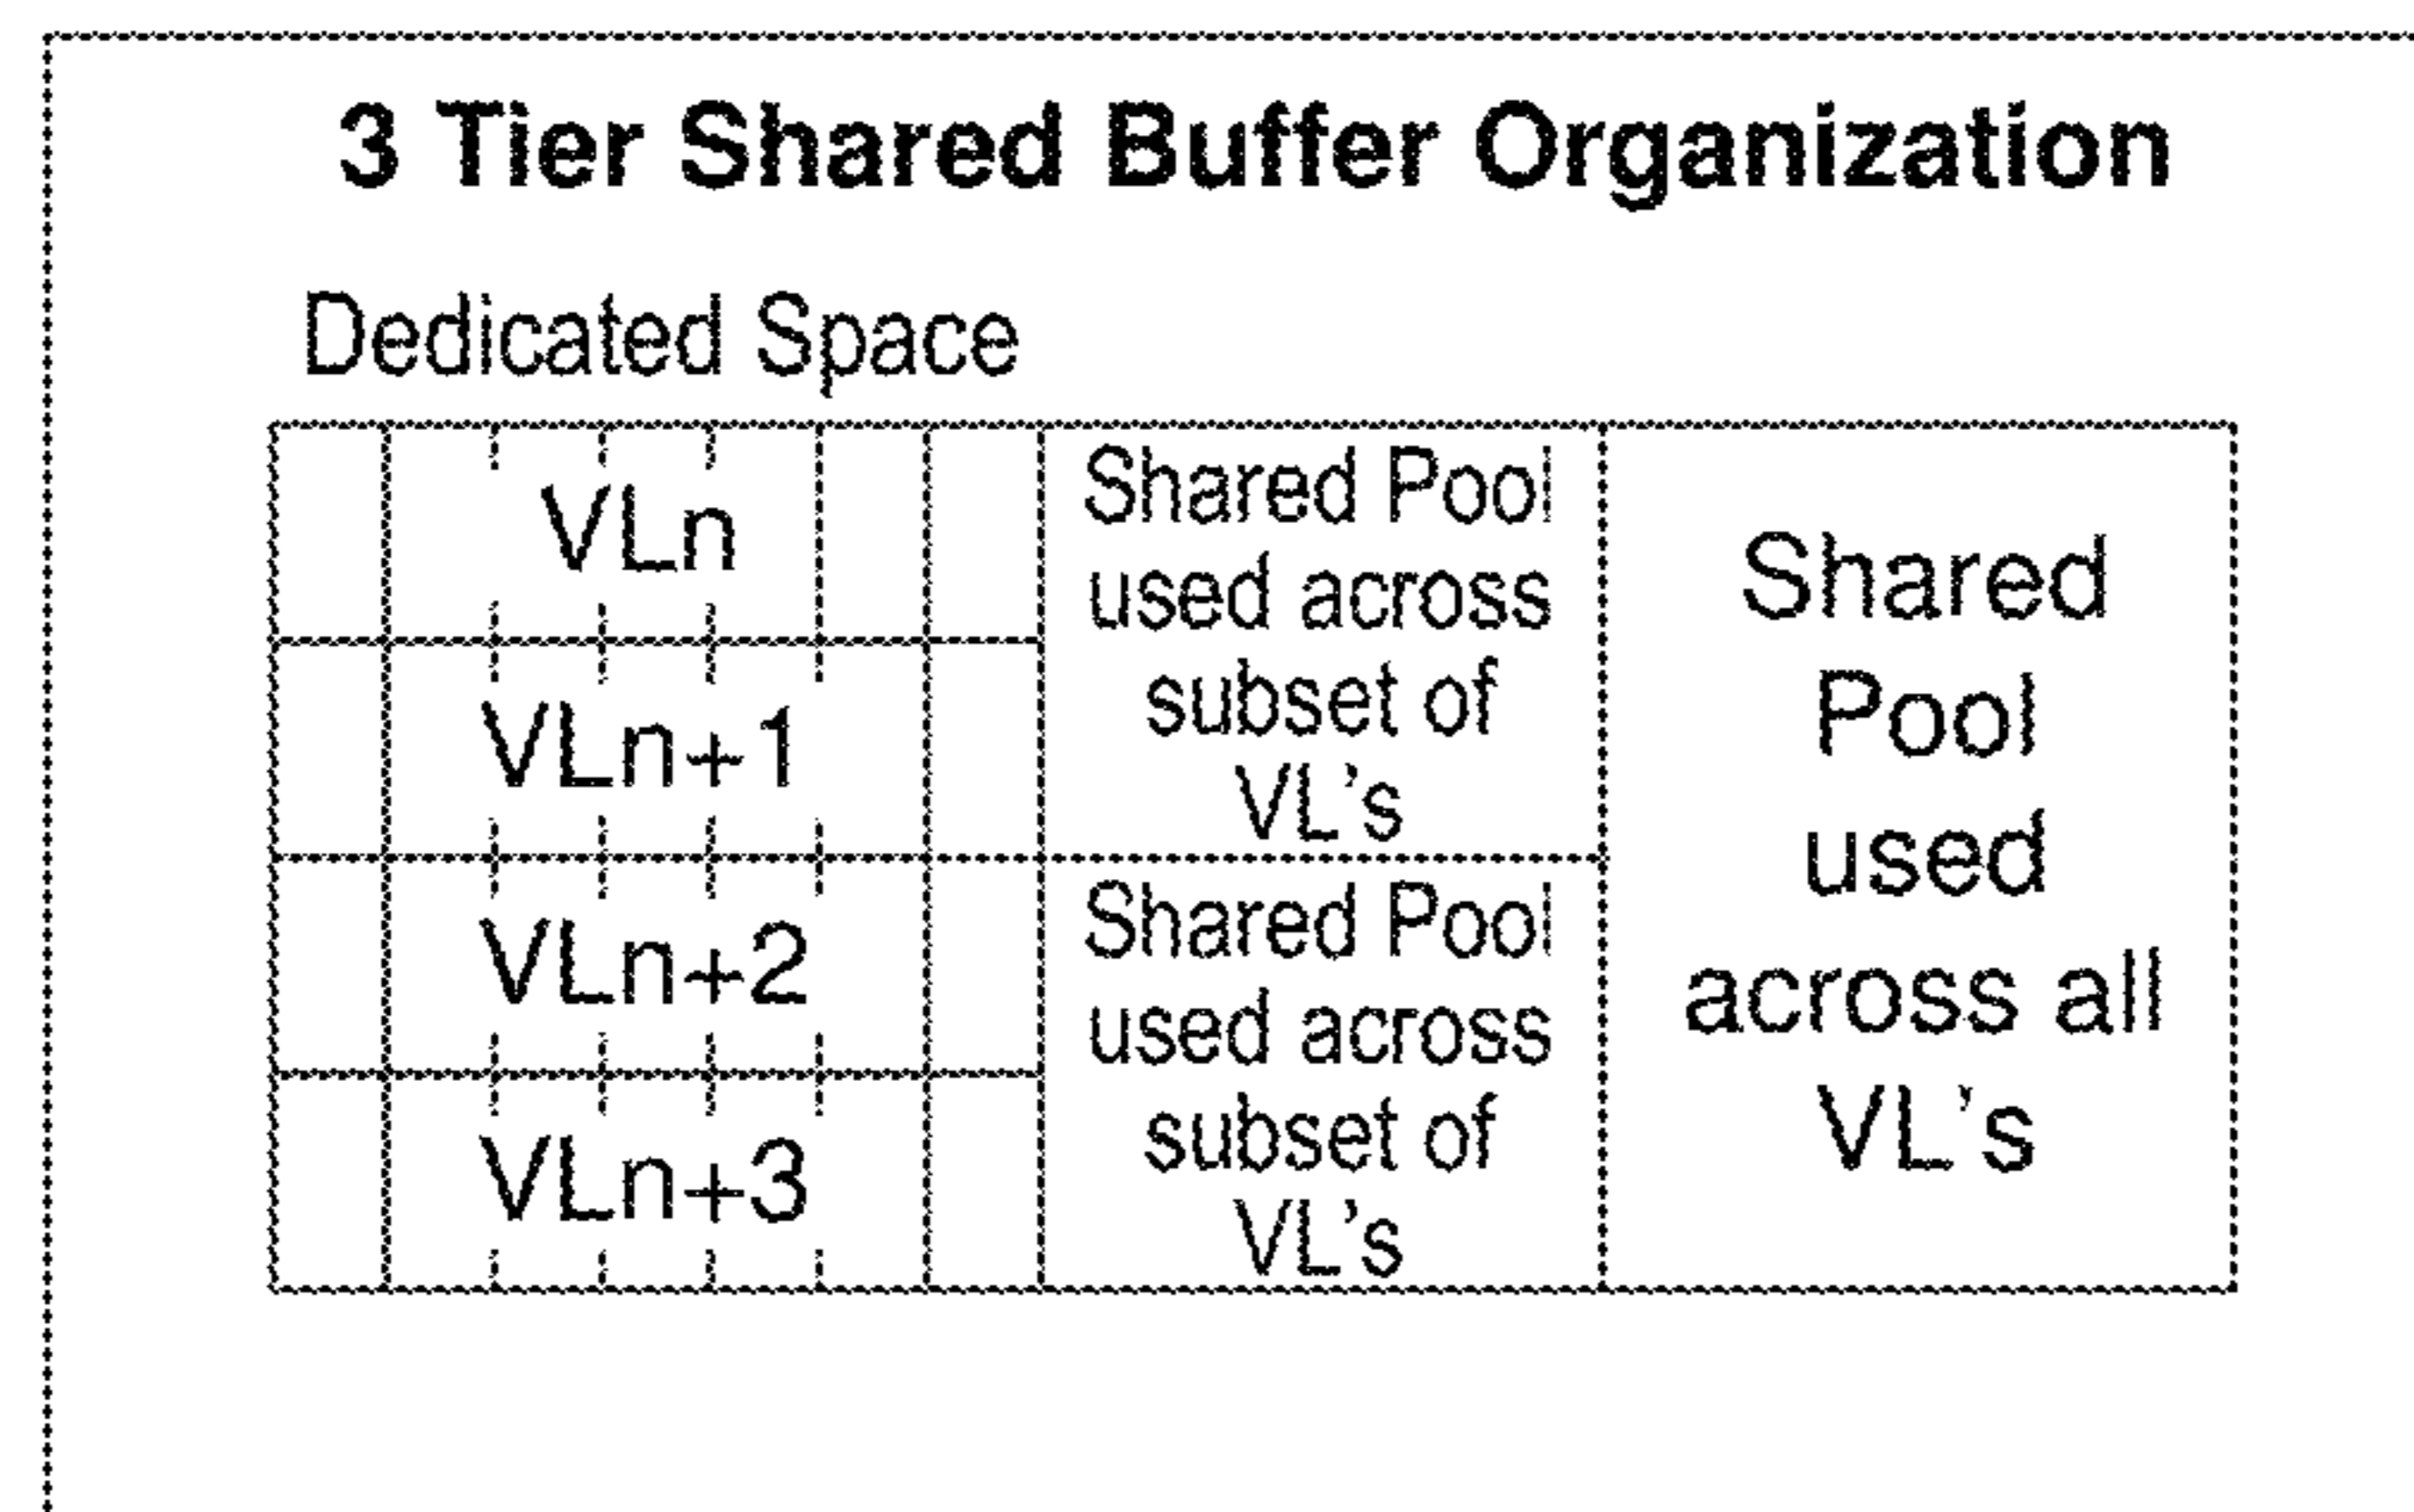 3 Tier Shared Buffer Organization
Dedicated Space
VLn
VLn+1
VLn+2
VLn+3
Shared Pool
used across
subset of
VL's
Shared Pool
used across
subset of
VL's
Shared
Pool
used
across all
VL's